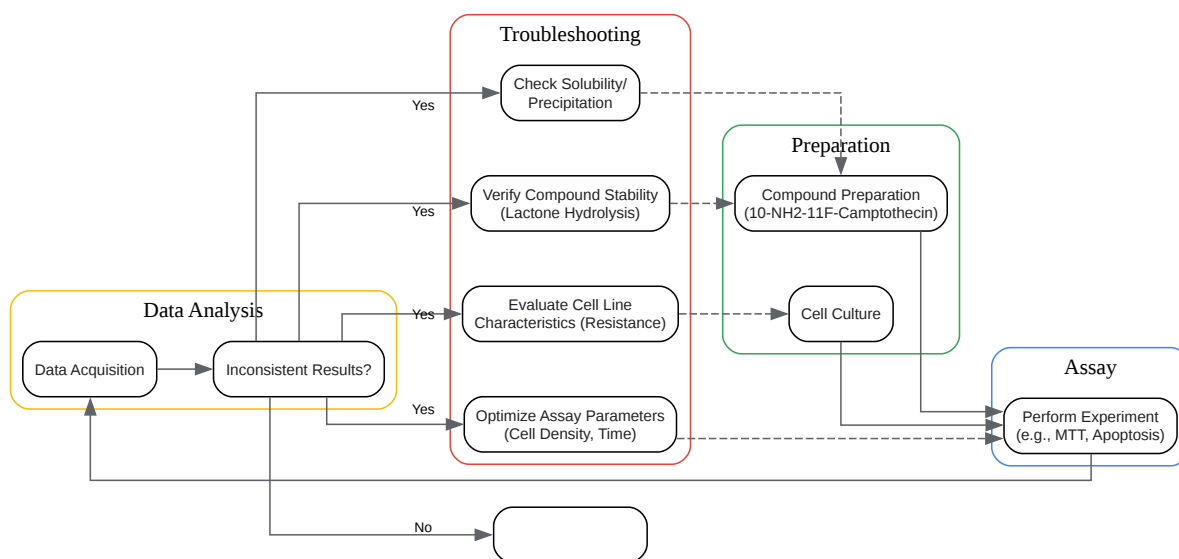 Troubleshooting
Check Solubility/
Precipitation
Yes
Preparation
Verify Compound Stability
(Lactone Hydrolysis)
Yes
Compound Preparation
(10-NH2-11F-Camptothecin)
Data Analysis
Evaluate Cell Line
Characteristics (Resistance)
Yes
Cell Culture
Data Acquisition
Inconsistent Results?
Assay
Yes
Optimize Assay Parameters
(Cell Density, Time)
Perform Experiment
(e.g., MTT, Apoptosis)
No